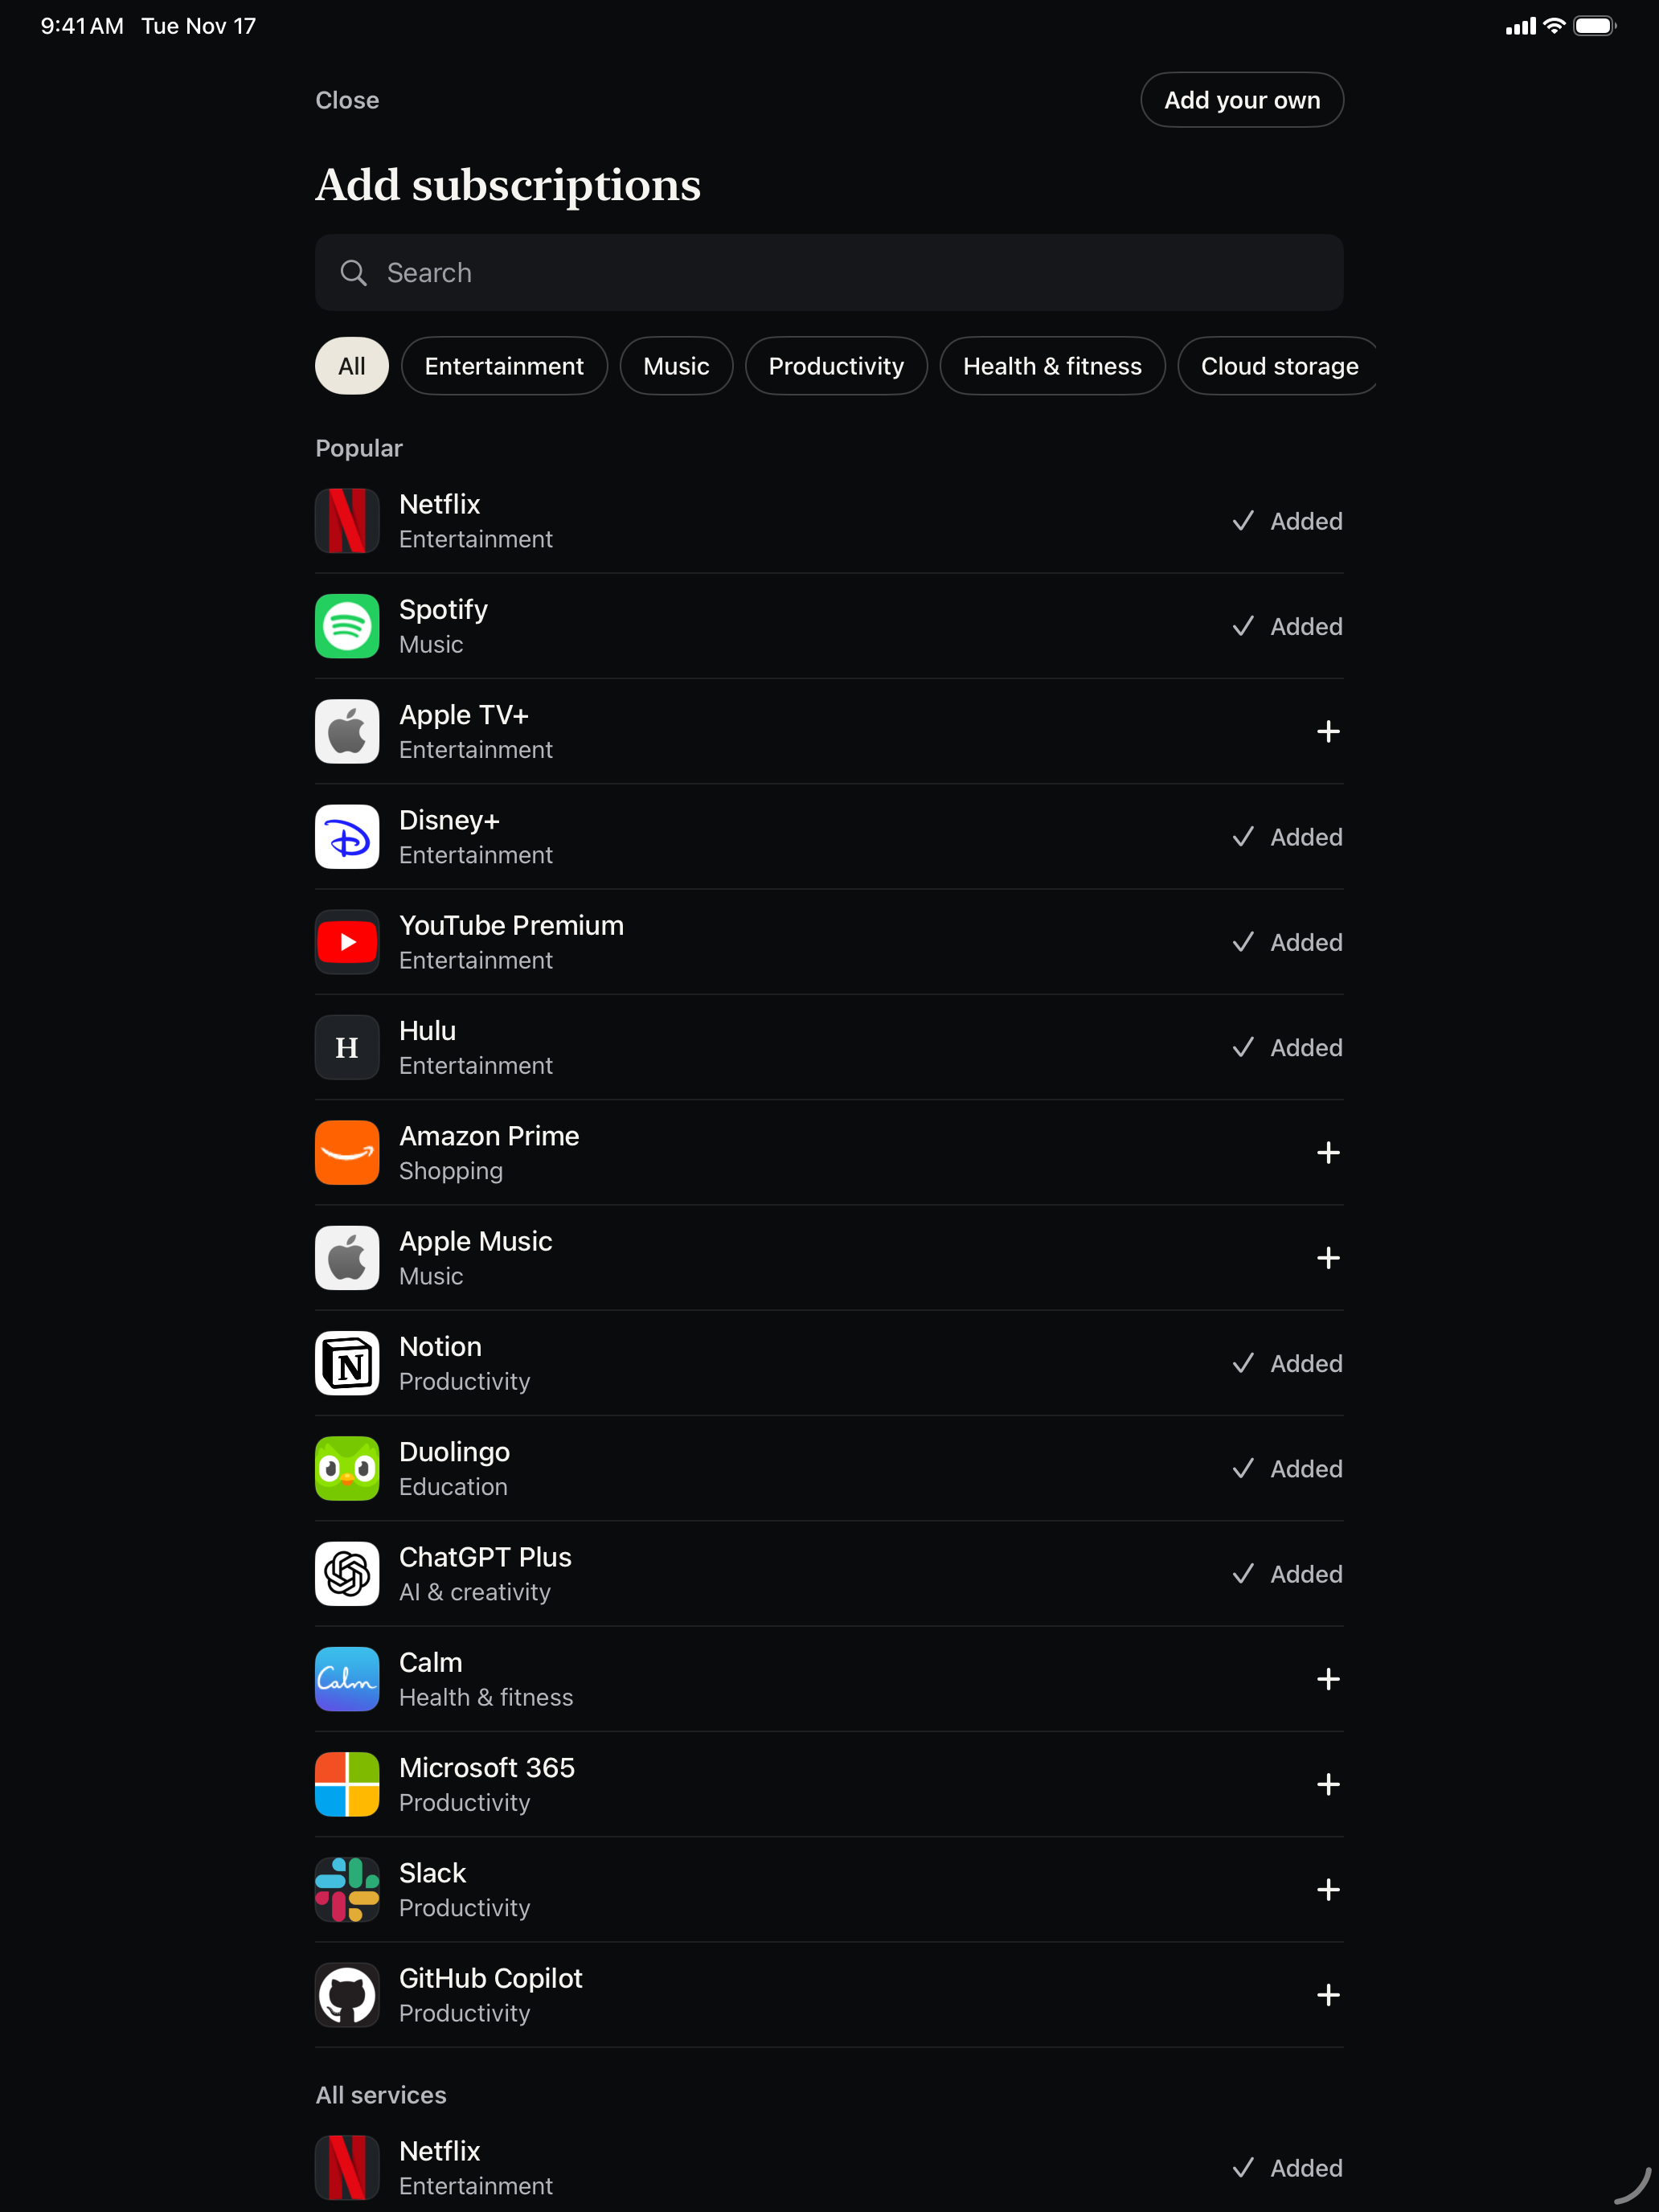 9:41 AM Tue Nov 17
Close
Add your own
Add subscriptions
Search
All
Entertainment
Music
Productivity
Health & fitness
Cloud storage
Popular
Netflix
Entertainment
Added
Spotify
Music
Added
Apple TV+
Entertainment
Disney+
Entertainment
Added
YouTube Premium
Entertainment
Added
H
Hulu
Entertainment
Added
Amazon Prime
Shopping
Apple Music
Music
N
Notion
Productivity
Added
Duolingo
Education
Added
ChatGPT Plus
AI & creativity
Added
Calm
Calm
Health & fitness
Microsoft 365
Productivity
Slack
Productivity
GitHub Copilot
Productivity
All services
Netflix
Entertainment
Added